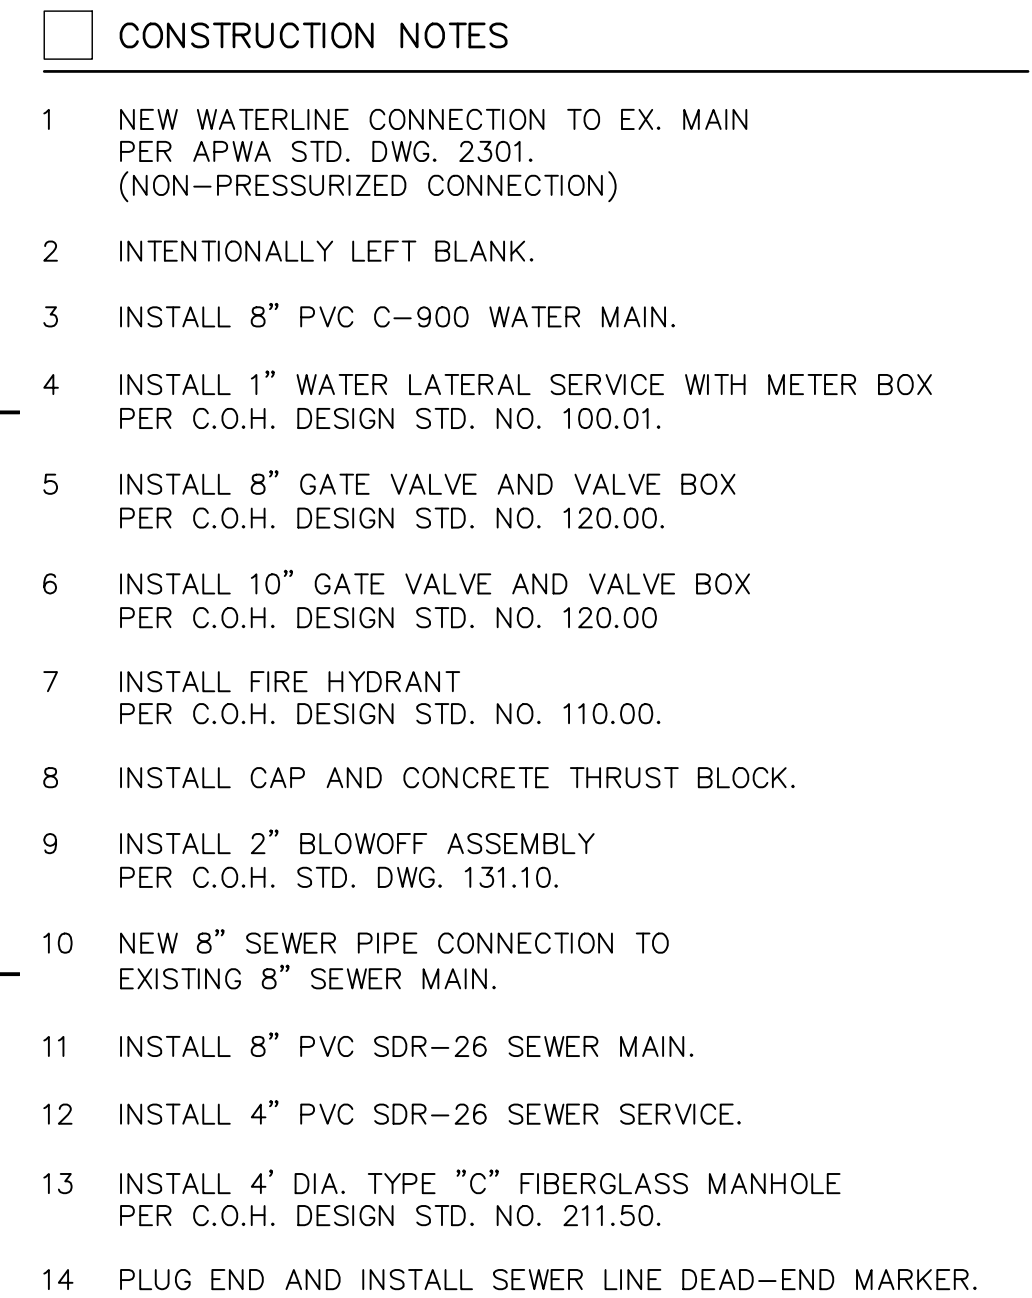 CONSTRUCTION NOTES
1 NEW WATERLINE CONNECTION TO EX. MAIN
PER APWA STD. DWG. 2301.
(NON-PRESSURIZED CONNECTION)
2 INTENTIONALLY LEFT BLANK.
3 INSTALL 8" PVC C-900 WATER MAIN.
4 INSTALL 1" WATER LATERAL SERVICE WITH METER BOX
PER C.O.H. DESIGN STD. NO. 100.01.
5 INSTALL 8" GATE VALVE AND VALVE BOX
PER C.O.H. DESIGN STD. NO. 120.00.
6 INSTALL 10" GATE VALVE AND VALVE BOX
PER C.O.H. DESIGN STD. NO. 120.00
7 INSTALL FIRE HYDRANT
PER C.O.H. DESIGN STD. NO. 110.00.
8 INSTALL CAP AND CONCRETE THRUST BLOCK.
9 INSTALL 2" BLOWOFF ASSEMBLY
PER C.O.H. STD. DWG. 131.10.
10 NEW 8" SEWER PIPE CONNECTION TO
EXISTING 8" SEWER MAIN.
11 INSTALL 8" PVC SDR-26 SEWER MAIN.
12 INSTALL 4" PVC SDR-26 SEWER SERVICE.
13 INSTALL 4' DIA. TYPE "C" FIBERGLASS MANHOLE
PER C.O.H. DESIGN STD. NO. 211.50.
14 PLUG END AND INSTALL SEWER LINE DEAD-END MARKER.